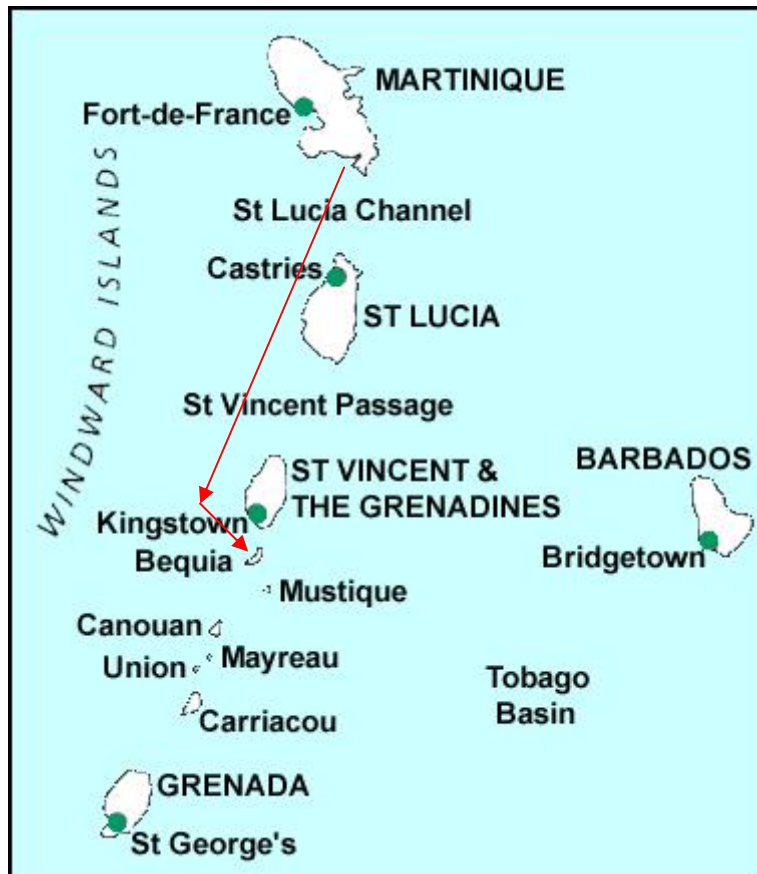 MARTINIQUE
Fort-de-France
WINDWARD ISLANDS
St Lucia Channel
Castries
ST LUCIA
St Vincent Passage
ST VINCENT &
THE GRENADINES
BARBADOS
Kingstown
Bridgetown
Bequia
Mustique
Canouan
Mayreau
Union
Tobago
Basin
Carriacou
GRENADA
St George's